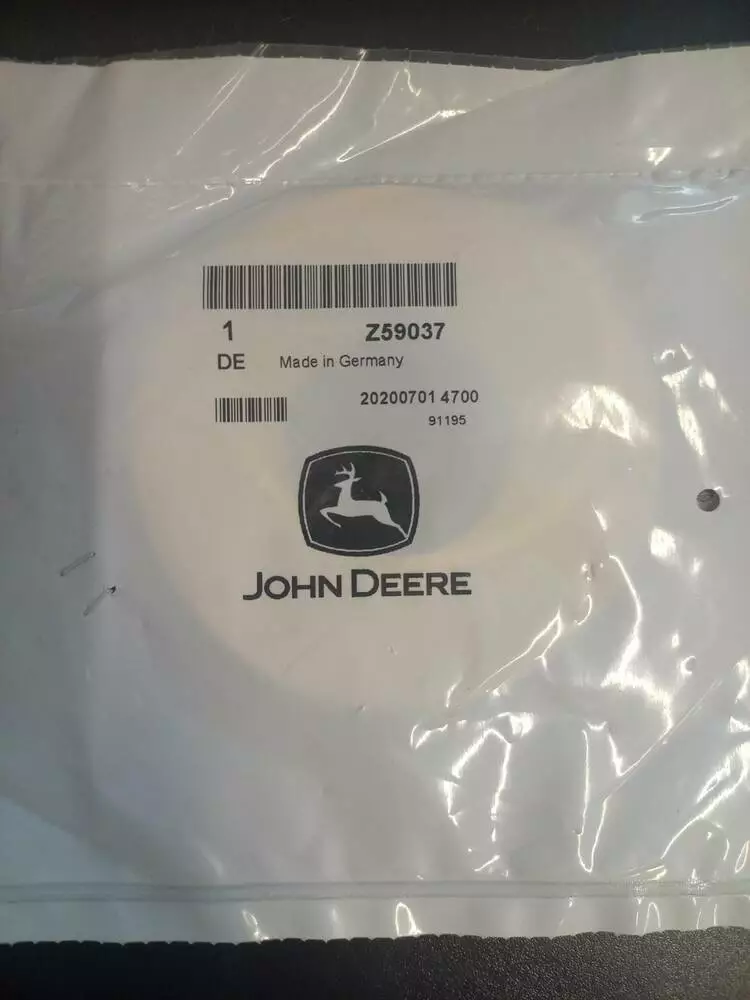 1 Z59037
DE Made in Germany
20200701 4700
91195
JOHN DEERE